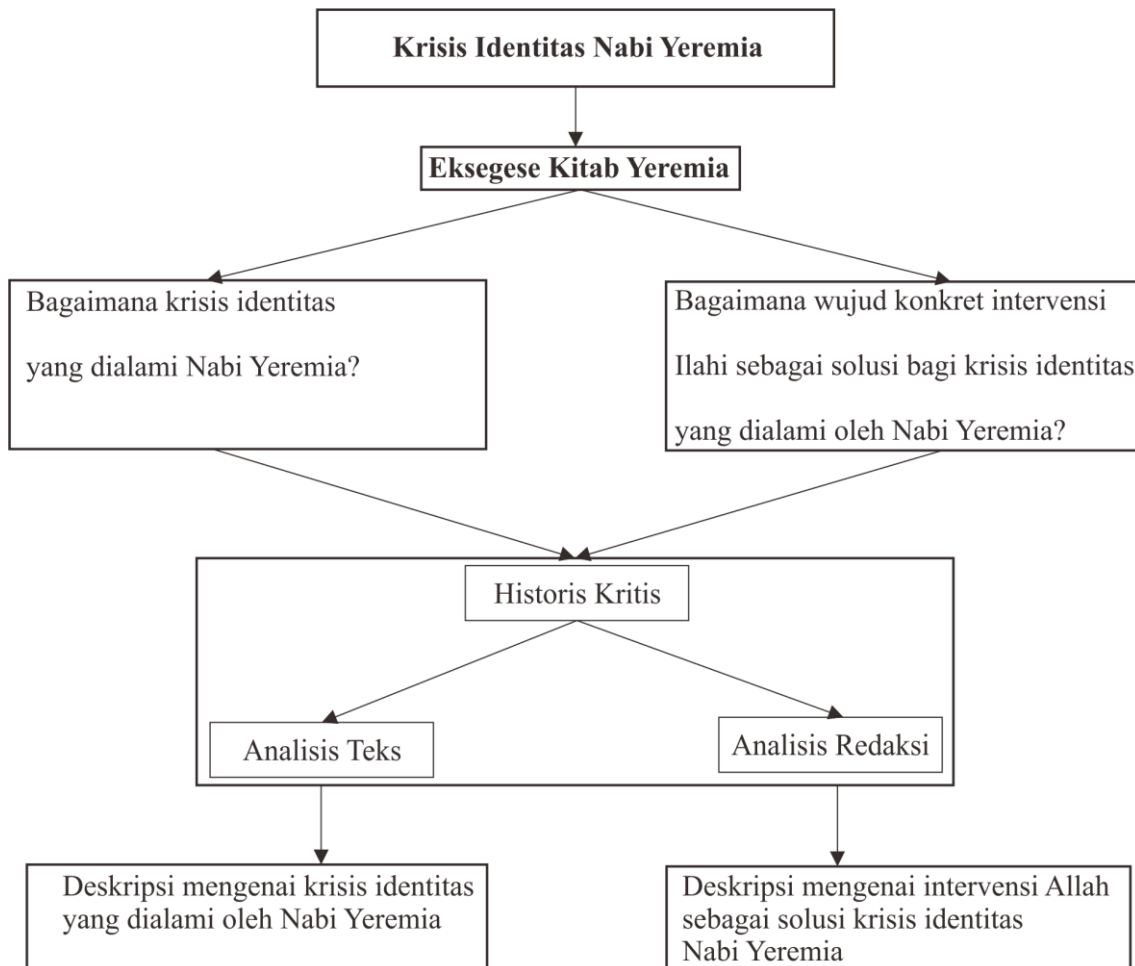 Krisis Identitas Nabi Yeremia
Eksegese Kitab Yeremia
Bagaimana krisis identitas
yang dialami Nabi Yeremia?
Bagaimana wujud konkret intervensi
Ilahi sebagai solusi bagi krisis identitas
yang dialami oleh Nabi Yeremia?
Historis Kritis
Analisis Teks
Analisis Redaksi
Deskripsi mengenai krisis identitas
yang dialami oleh Nabi Yeremia
Deskripsi mengenai intervensi Allah
sebagai solusi krisis identitas
Nabi Yeremia